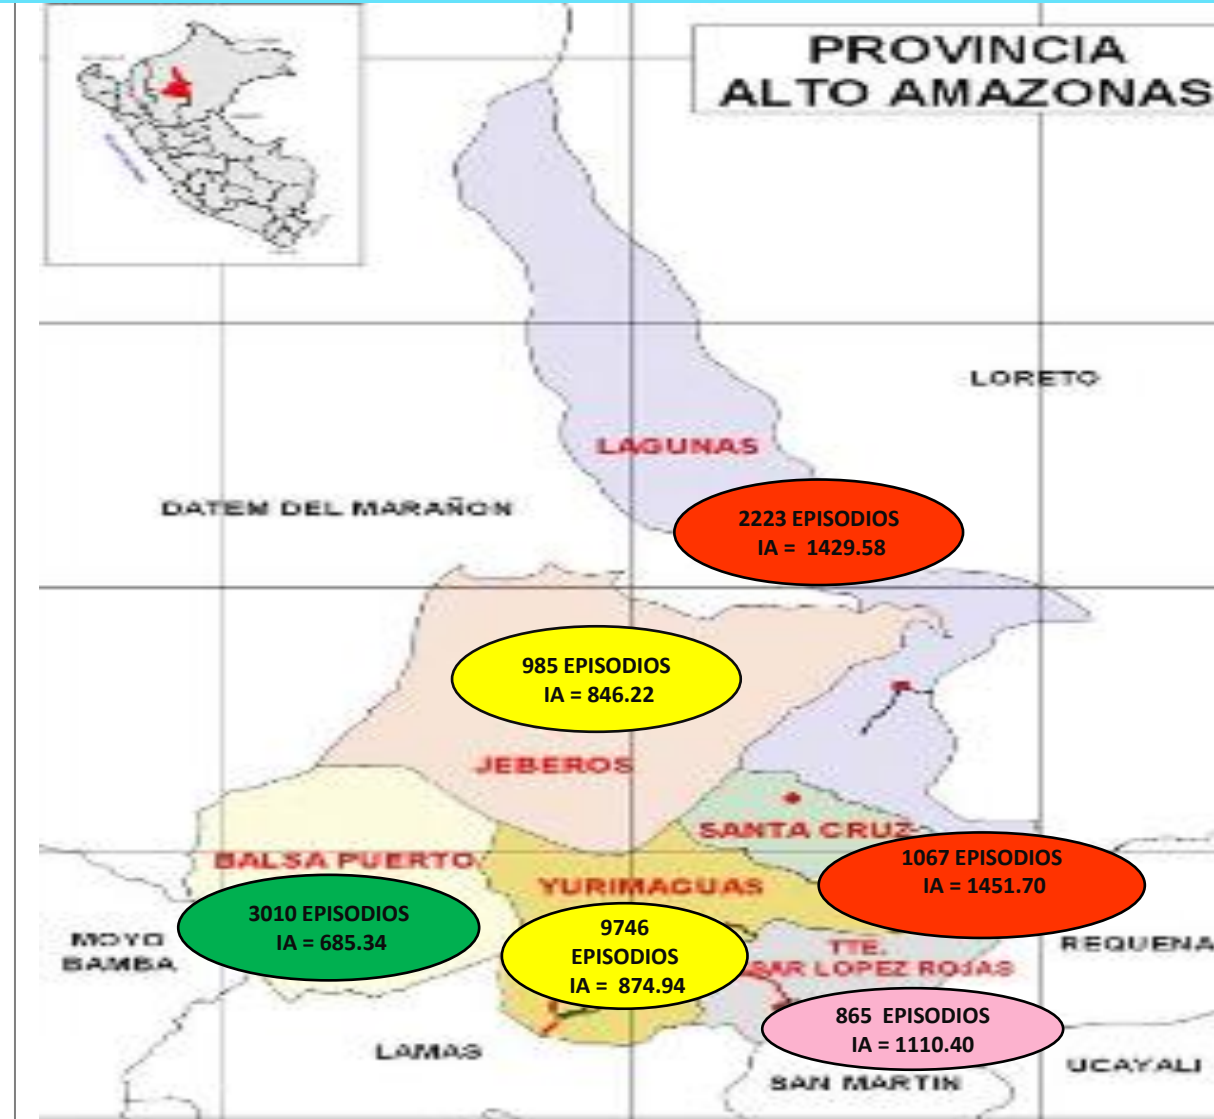 PROVINCIA
ALTO AMAZONAS
LORETO
LAGUNAS
DATEM DEL MARAÑON
2223 EPISODIOS
IA = 1429.58
985 EPISODIOS
IA = 846.22
JEBEROS
SANTA CRUZ
BALSA PUERTO
YURIMAGUAS
1067 EPISODIOS
IA = 1451.70
3010 EPISODIOS
IA = 685.34
9746
EPISODIOS
IA = 874.94
MOYO
BAMBA
TTE.
SAR LOPEZ ROJAS
REQUENA
865 EPISODIOS
IA = 1110.40
LAMAS
SAN MARTIN
UCAYALI